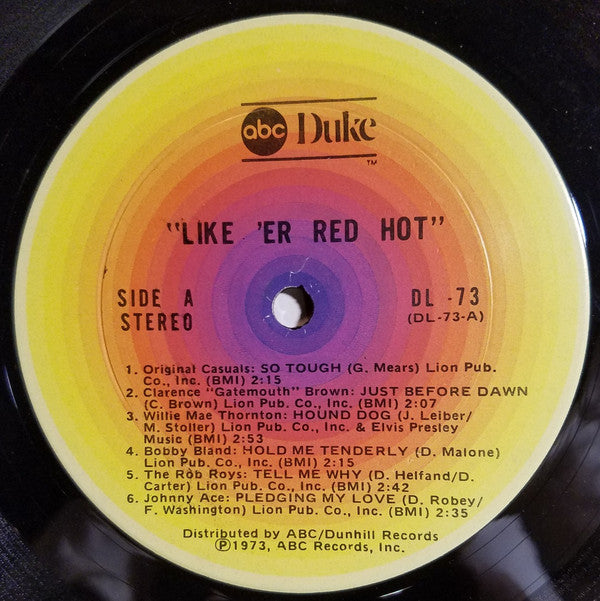 abc Duke
TM
"LIKE 'ER RED HOT"
SIDE A
STEREO
DL -73
(DL-73-A)
1. Original Casuals: SO TOUGH (G. Mears) Lion Pub.
Co., Inc. (BMI) 2:15
2. Clarence "Gatemouth" Brown: JUST BEFORE DAWN
(C. Brown) Lion Pub. Co., Inc. (BMI) 2:07
3. Willie Mae Thornton: HOUND DOG (J. Leiber/
M. Stoller) Lion Pub. Co., Inc. & Elvis Presley
Music (BMI) 2:53
4. Bobby Bland: HOLD ME TENDERLY (D. Malone)
Lion Pub. Co., Inc. (BMI) 2:15
5. The Rob Roys: TELL ME WHY (D. Helfand/D.
Carter) Lion Pub. Co., Inc. (BMI) 2:42
6. Johnny Ace: PLEDGING MY LOVE (D. Robey/
F. Washington) Lion Pub. Co., Inc. (BMI) 2:35
Distributed by ABC/Dunhill Records
Ⓟ1973, ABC Records, Inc.